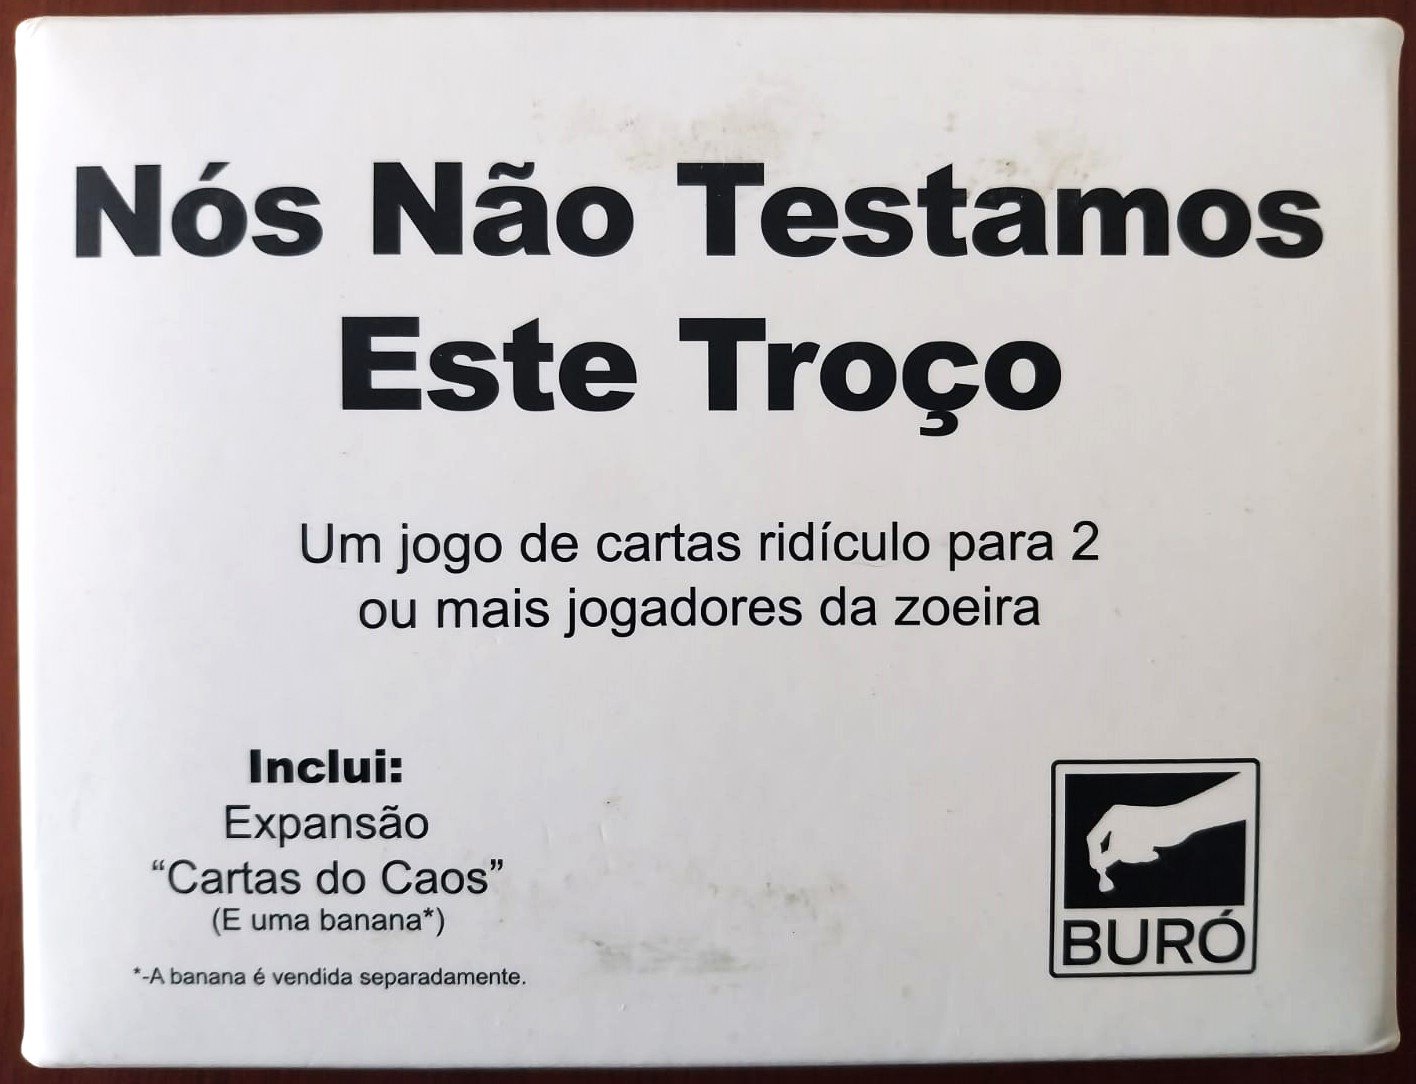 Nós Não Testamos
Este Troço
Um jogo de cartas ridículo para 2
ou mais jogadores da zoeira
Inclui:
Expansão
“Cartas do Caos”
(E uma banana*)
*-A banana é vendida separadamente.
BURÓ